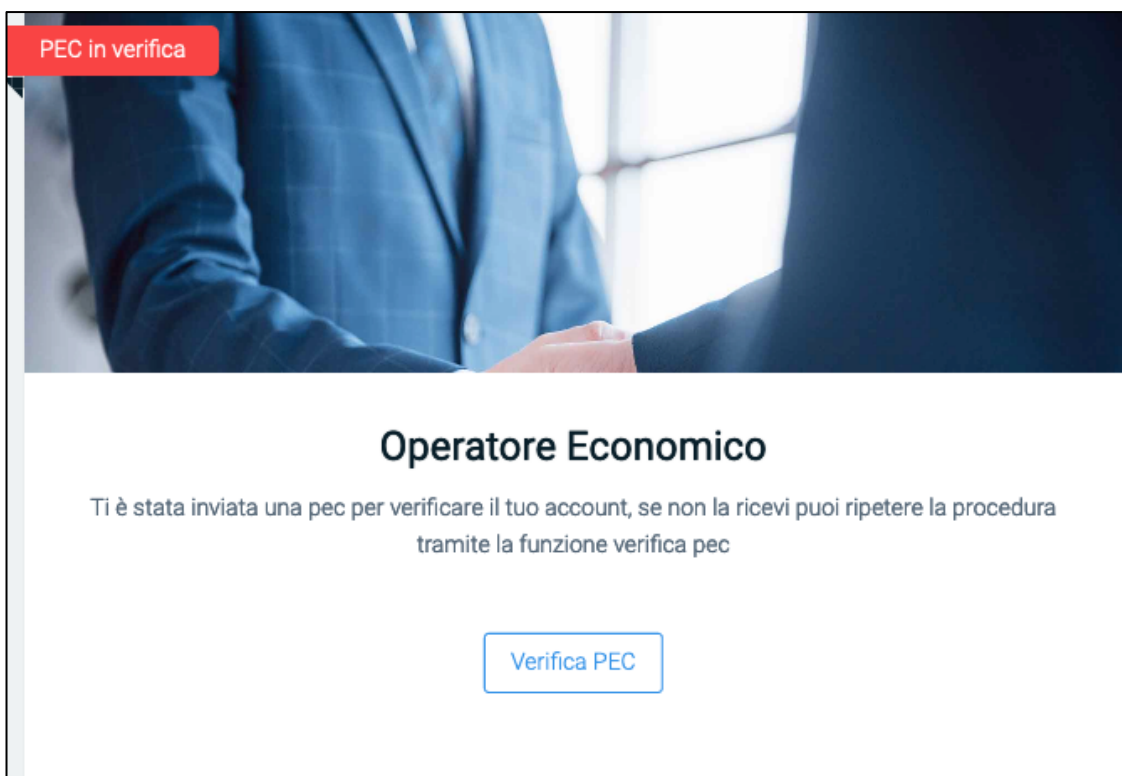 PEC in verifica
Operatore Economico
Ti è stata inviata una pec per verificare il tuo account, se non la ricevi puoi ripetere la procedura
tramite la funzione verifica pec
Verifica PEC